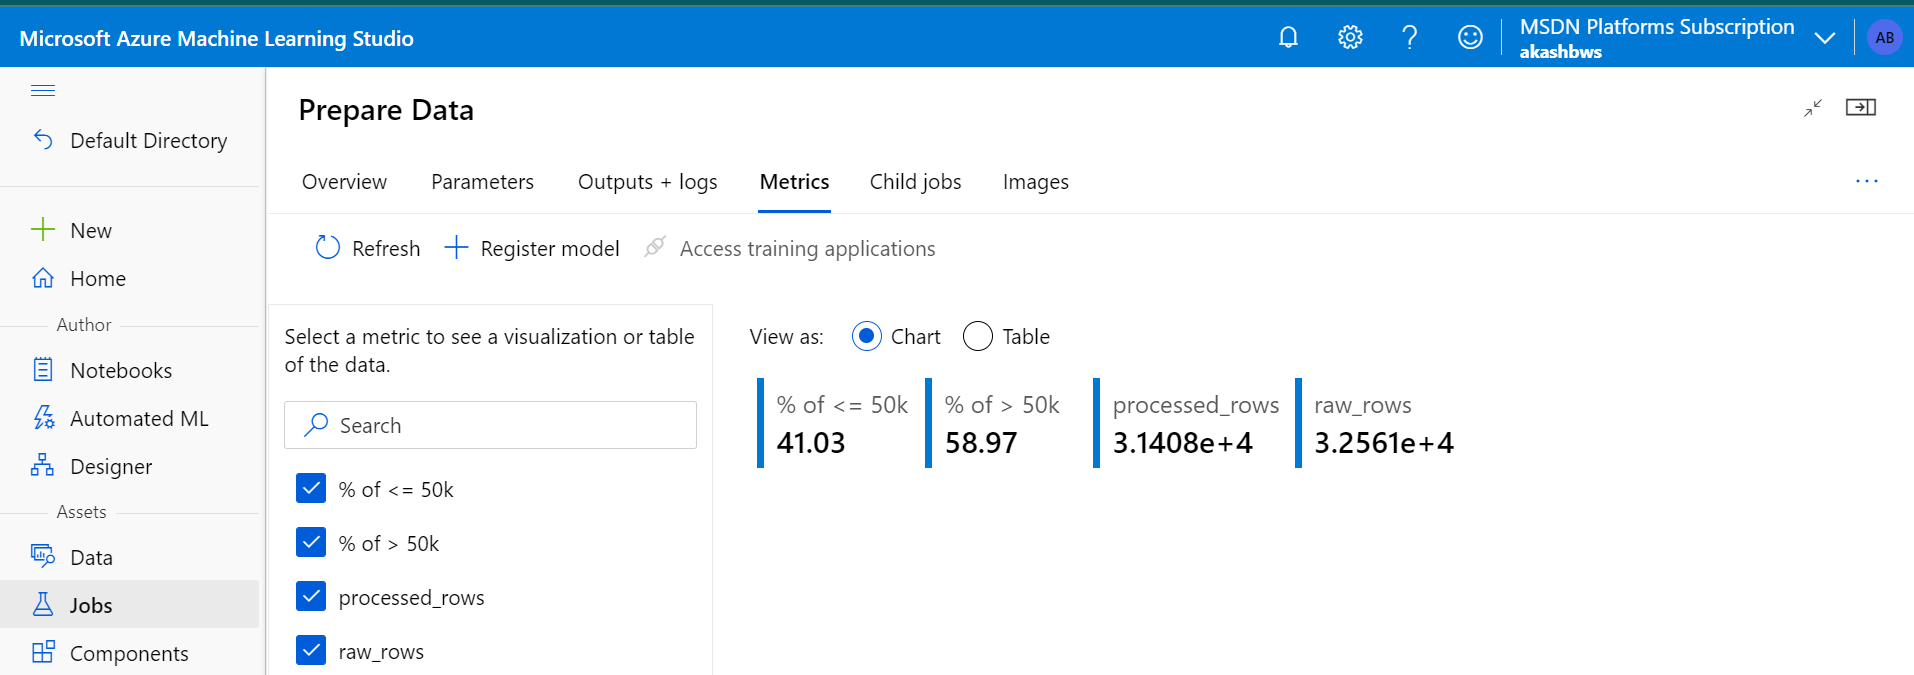 Microsoft Azure Machine Learning Studio
MSDN Platforms Subscription
akashbws
AB
Default Directory
New
Home
Author
Notebooks
Automated ML
Designer
Assets
Data
Jobs
Components
Prepare Data
Overview Parameters Outputs + logs Metrics Child jobs Images
Refresh Register model Access training applications
Select a metric to see a visualization or table
of the data.
Search
% of <= 50k
% of > 50k
processed_rows
raw_rows
View as: Chart Table
% of <= 50k % of > 50k processed_rows raw_rows
41.03 58.97 3.1408e+4 3.2561e+4